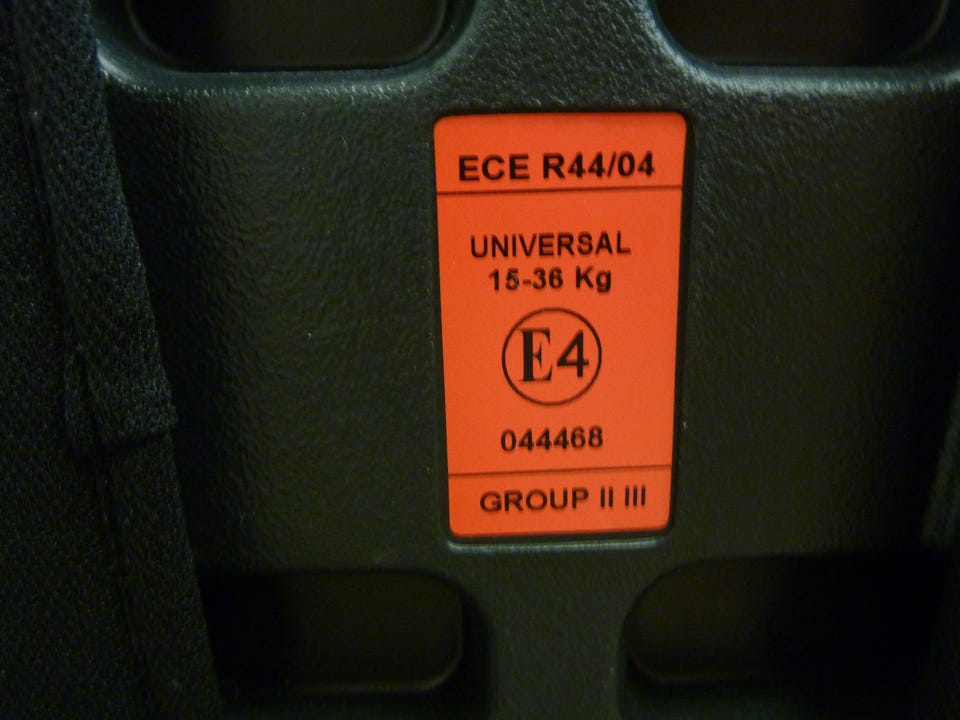 ECE R44/04
UNIVERSAL
15-36 Kg
E4
044468
GROUP II III